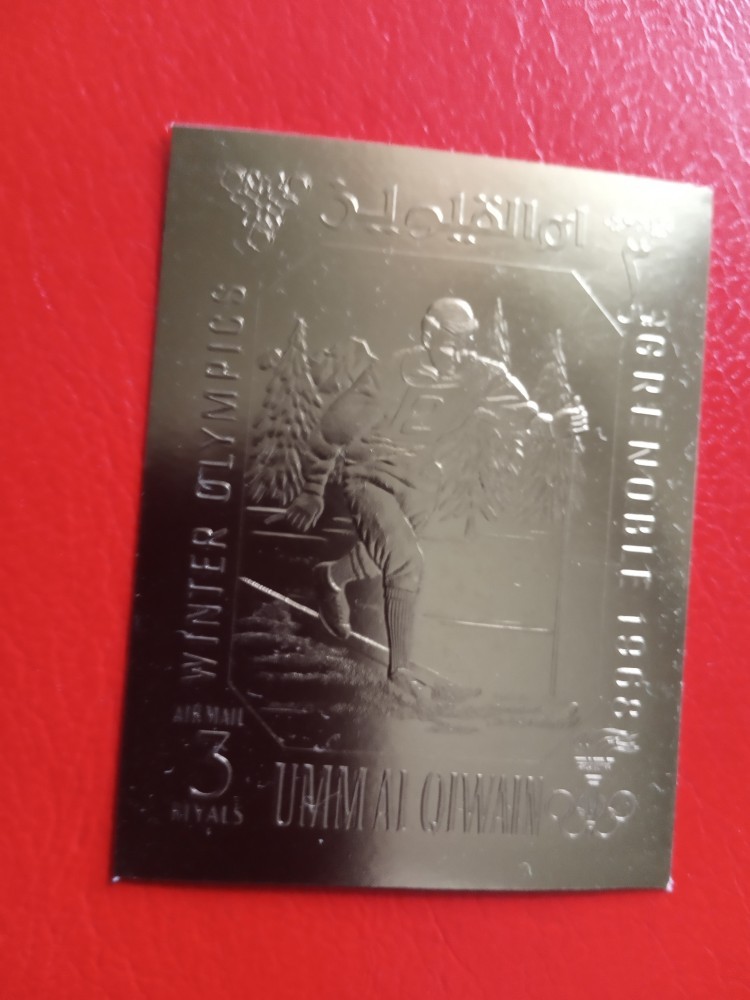 ام القيوين
WINTER OLYMPICS
GRENOBLE 1968
AIR MAIL
3
RIYALS
UMM AL QIWAIN